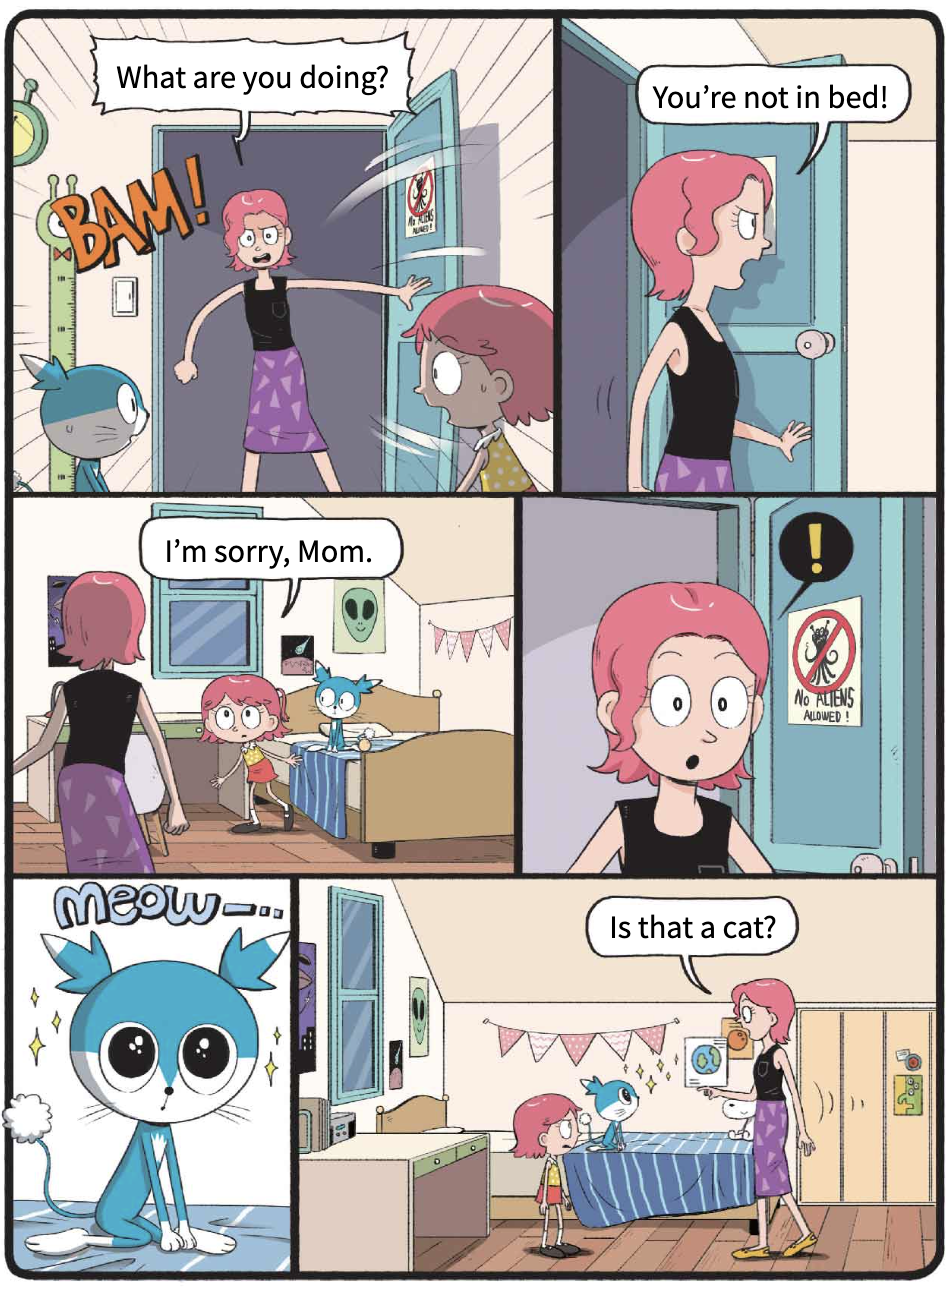 What are you doing?
BAM!
NO ALIENS
ALLOWED!
You’re not in bed!
I’m sorry, Mom.
!
NO ALIENS
ALLOWED!
MEOW—...
Is that a cat?